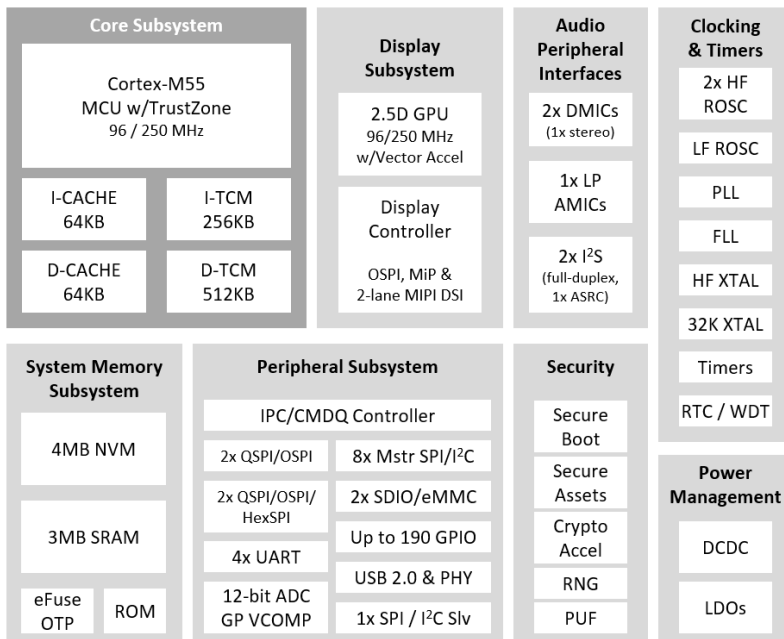 Core Subsystem
Cortex-M55
MCU w/TrustZone
96 / 250 MHz
I-CACHE
64KB
I-TCM
256KB
D-CACHE
64KB
D-TCM
512KB
Display
Subsystem
2.5D GPU
96/250 MHz
w/Vector Accel
Display
Controller
OSPI, MiP &
2-lane MIPI DSI
Audio
Peripheral
Interfaces
2x DMICs
(1x stereo)
1x LP
AMICs
2x I²S
(full-duplex,
1x ASRC)
Clocking
& Timers
2x HF
ROSC
LF ROSC
PLL
FLL
HF XTAL
32K XTAL
Timers
RTC / WDT
System Memory
Subsystem
4MB NVM
3MB SRAM
eFuse
OTP
ROM
Peripheral Subsystem
IPC/CMDQ Controller
2x QSPI/OSPI
2x QSPI/OSPI/
HexSPI
4x UART
12-bit ADC
GP VCOMP
8x Mstr SPI/I²C
2x SDIO/eMMC
Up to 190 GPIO
USB 2.0 & PHY
1x SPI / I²C Slv
Security
Secure
Boot
Secure
Assets
Crypto
Accel
RNG
PUF
Power
Management
DCDC
LDOs